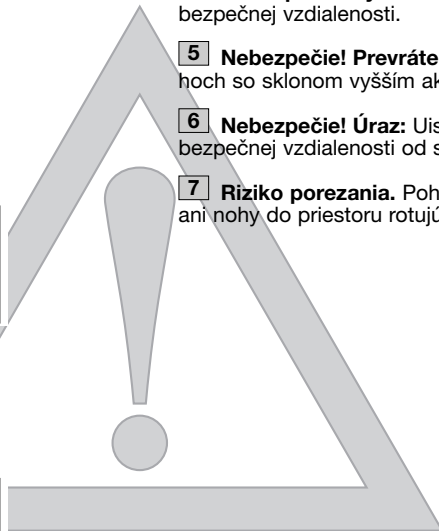 bezpečnej vzdialenosti.
5 Nebezpečie! Prevráte
hoch so sklonom vyšším ak
6 Nebezpečie! Úraz: Uis
bezpečnej vzdialenosti od s
7 Riziko porezania. Poh
ani nohy do priestoru rotujú